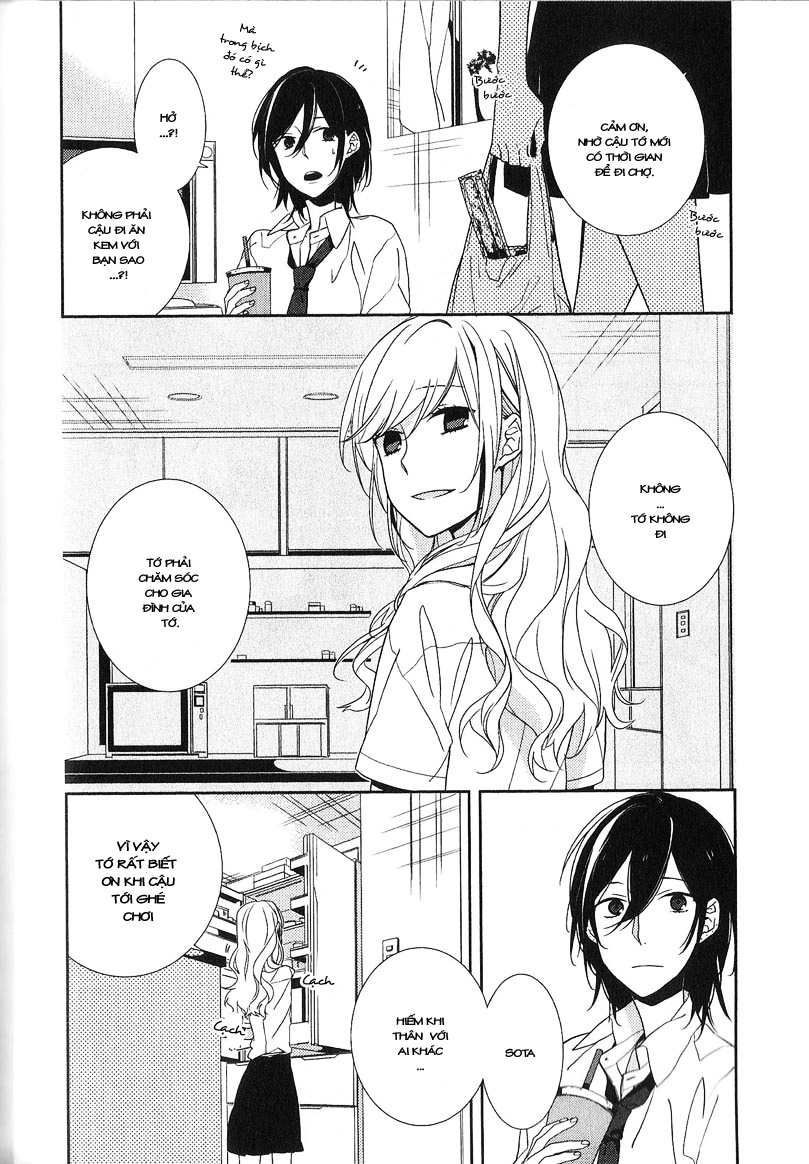 CẢM ƠN,
NHỜ CẬU TỚ MỚI
CÓ THỜI GIAN
ĐỂ ĐI CHỢ.
Bước
bước
Bước
bước
Mà
trong bịch
đó có gì
thế?
HỞ
...?!
KHÔNG PHẢI
CẬU ĐI ĂN
KEM VỚI
BẠN SAO
...?!
KHÔNG
...
TỚ KHÔNG
ĐI
TỚ PHẢI
CHĂM SÓC
CHO GIA
ĐÌNH CỦA
TỚ.
SOTA
HIẾM KHI
THÂN VỚI
AI KHÁC
...
Cạch
Cạch
VÌ VẬY
TỚ RẤT BIẾT
ƠN KHI CẬU
TỚI GHÉ
CHƠI